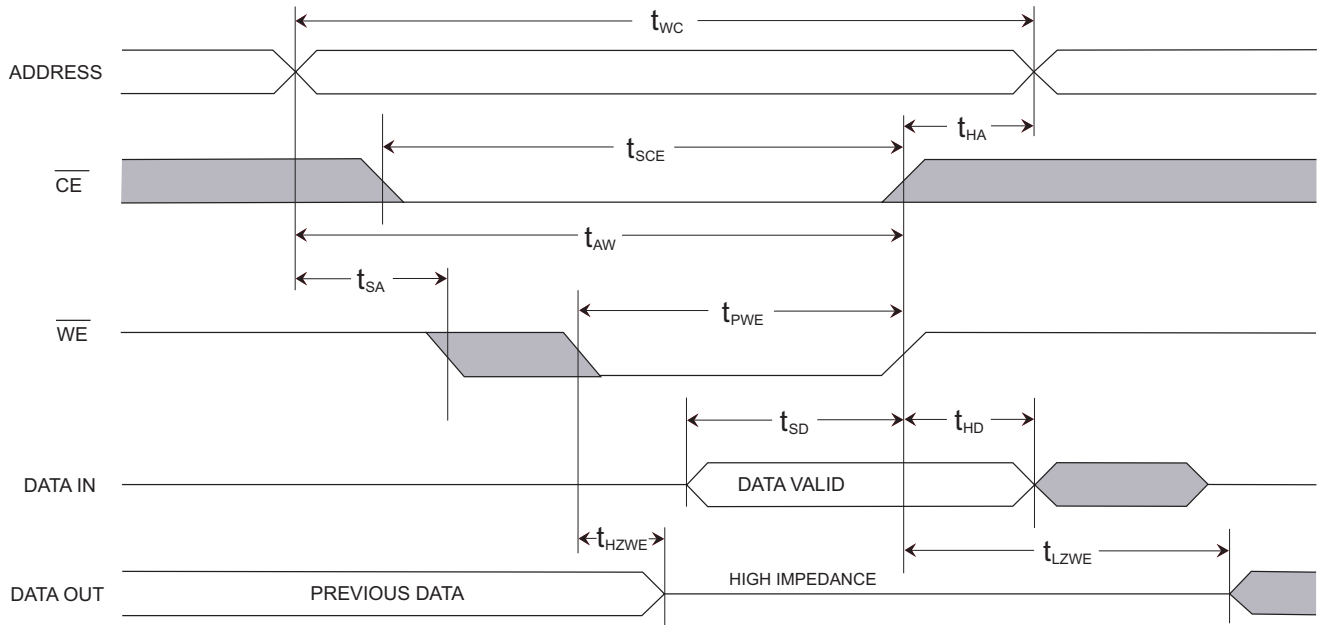 tWC
ADDRESS
tHA
tSCE
CE
tAW
tSA
tPWE
WE
tSD
tHD
DATA IN
DATA VALID
tHZWE
tLZWE
HIGH IMPEDANCE
DATA OUT
PREVIOUS DATA